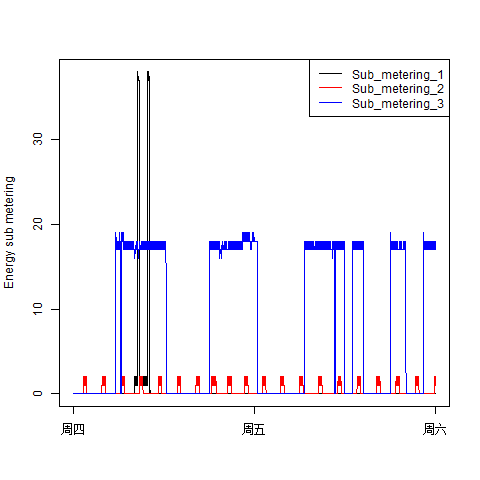 Sub_metering_1
Sub_metering_2
Sub_metering_3
Energy sub metering
30
20
10
0
周四 周五 周六